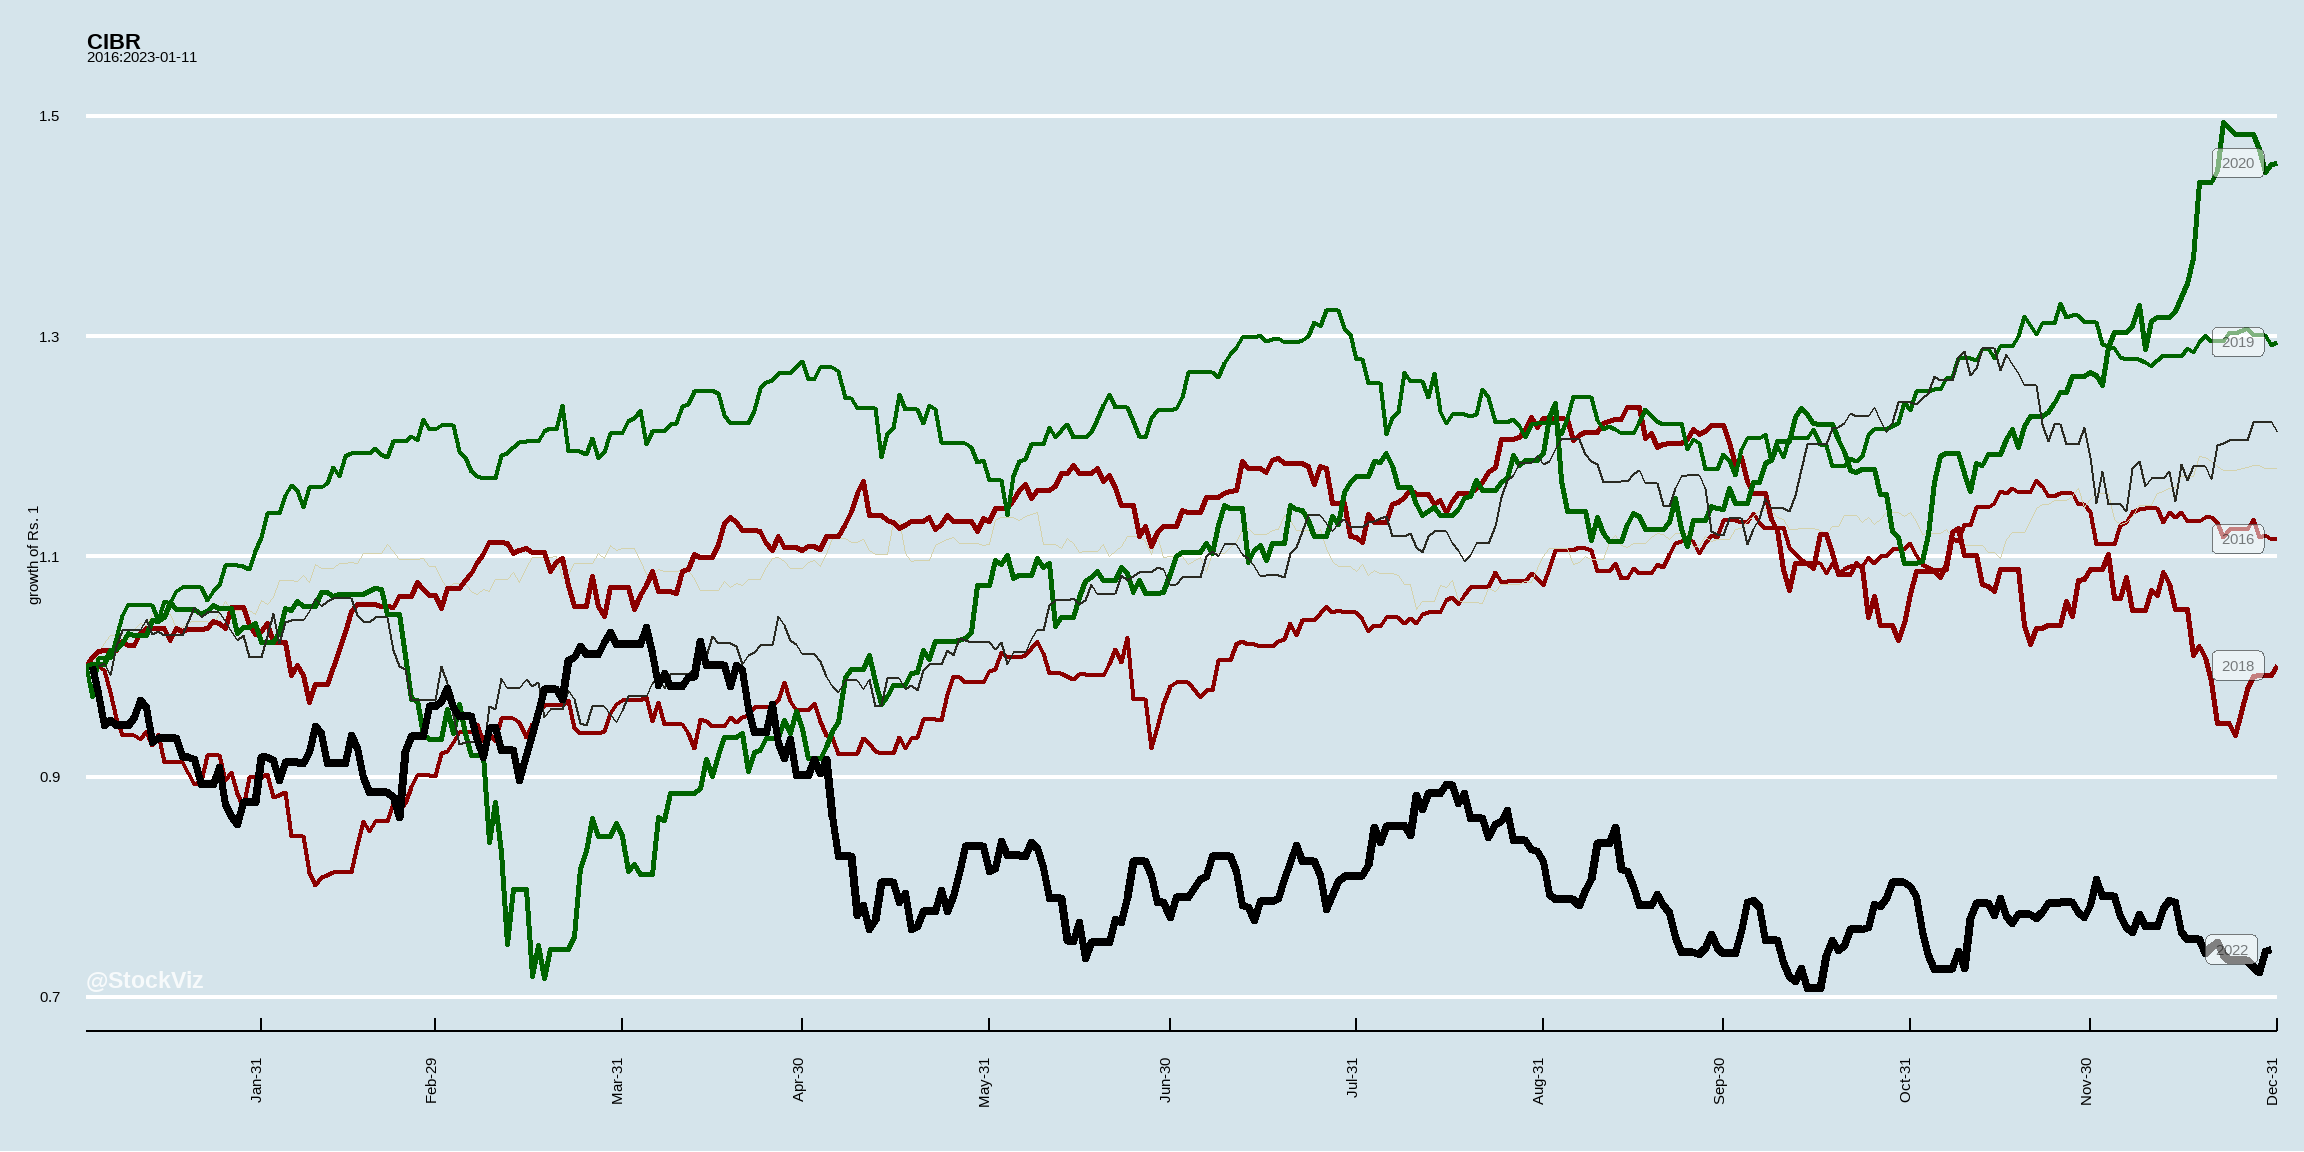 CIBR
2016:2023-01-11
1.5
1.3
1.1
0.9
0.7
growth of Rs. 1
2020
2019
2016
2018
2022
@StockViz
Jan-31
Feb-29
Mar-31
Apr-30
May-31
Jun-30
Jul-31
Aug-31
Sep-30
Oct-31
Nov-30
Dec-31